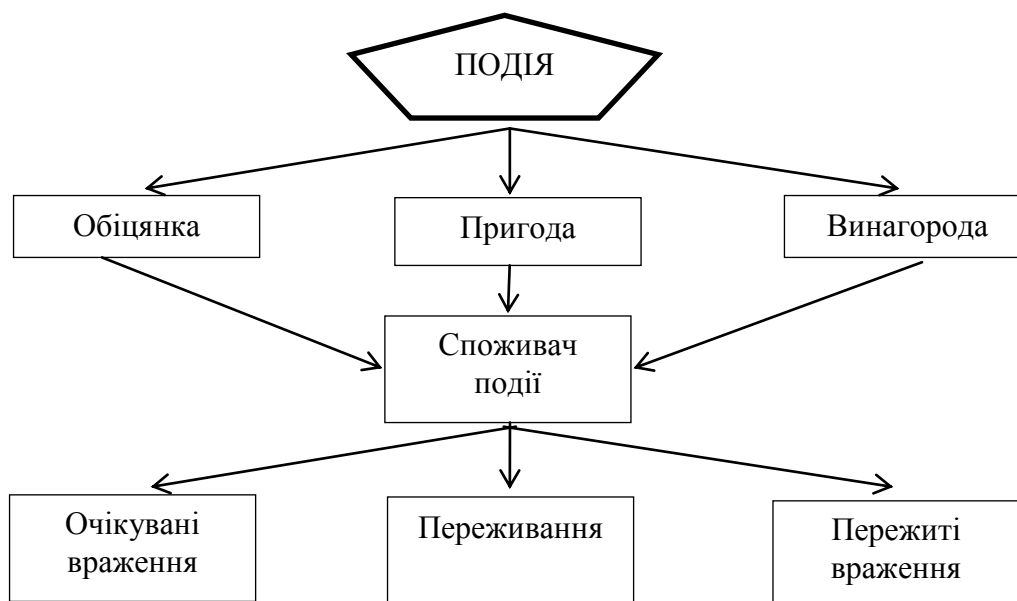 ПОДІЯ
Обіцянка
Пригода
Винагорода
Споживач
події
Очікувані
враження
Переживання
Пережиті
враження